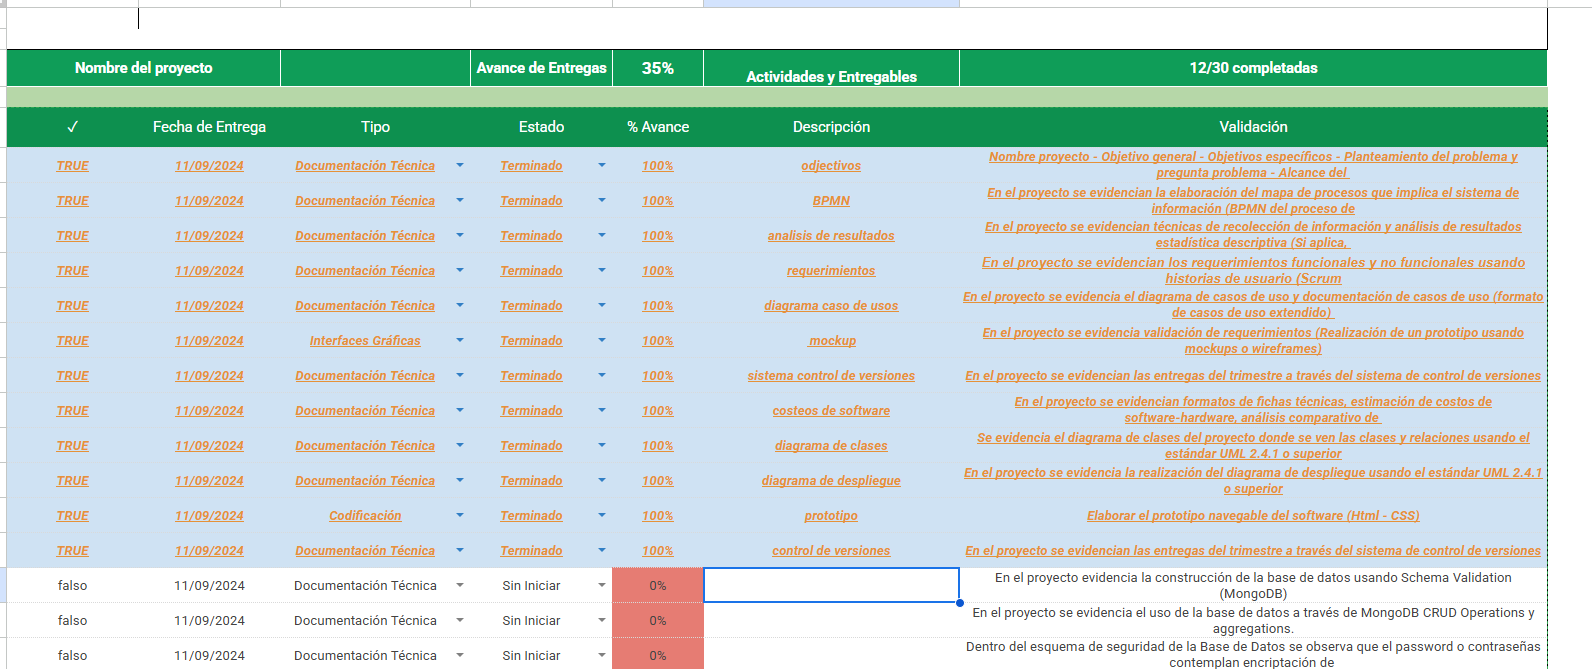 Nombre del proyecto Avance de Entregas 35% Actividades y Entregables 12/30 completadas
✓ Fecha de Entrega Tipo Estado % Avance Descripción Validación
TRUE 11/09/2024 Documentación Técnica Terminado 100% odjectivos Nombre proyecto - Objetivo general - Objetivos específicos - Planteamiento del problema y
pregunta problema - Alcance del
TRUE 11/09/2024 Documentación Técnica Terminado 100% BPMN En el proyecto se evidencian la elaboración del mapa de procesos que implica el sistema de
información (BPMN del proceso de
TRUE 11/09/2024 Documentación Técnica Terminado 100% analisis de resultados En el proyecto se evidencian técnicas de recolección de información y análisis de resultados
estadística descriptiva (Si aplica,
TRUE 11/09/2024 Documentación Técnica Terminado 100% requerimientos En el proyecto se evidencian los requerimientos funcionales y no funcionales usando
historias de usuario (Scrum
TRUE 11/09/2024 Documentación Técnica Terminado 100% diagrama caso de usos En el proyecto se evidencia el diagrama de casos de uso y documentación de casos de uso (formato
de casos de uso extendido)
TRUE 11/09/2024 Interfaces Gráficas Terminado 100% mockup En el proyecto se evidencia validación de requerimientos (Realización de un prototipo usando
mockups o wireframes)
TRUE 11/09/2024 Documentación Técnica Terminado 100% sistema control de versiones En el proyecto se evidencian las entregas del trimestre a través del sistema de control de versiones
TRUE 11/09/2024 Documentación Técnica Terminado 100% costeos de software En el proyecto se evidencian formatos de fichas técnicas, estimación de costos de
software-hardware, análisis comparativo de
TRUE 11/09/2024 Documentación Técnica Terminado 100% diagrama de clases Se evidencia el diagrama de clases del proyecto donde se ven las clases y relaciones usando el
estándar UML 2.4.1 o superior
TRUE 11/09/2024 Documentación Técnica Terminado 100% diagrama de despliegue En el proyecto se evidencia la realización del diagrama de despliegue usando el estándar UML 2.4.1
o superior
TRUE 11/09/2024 Codificación Terminado 100% prototipo Elaborar el prototipo navegable del software (Html - CSS)
TRUE 11/09/2024 Documentación Técnica Terminado 100% control de versiones En el proyecto se evidencian las entregas del trimestre a través del sistema de control de versiones
falso 11/09/2024 Documentación Técnica Sin Iniciar 0% En el proyecto evidencia la construcción de la base de datos usando Schema Validation
(MongoDB)
falso 11/09/2024 Documentación Técnica Sin Iniciar 0% En el proyecto se evidencia el uso de la base de datos a través de MongoDB CRUD Operations y
aggregations.
falso 11/09/2024 Documentación Técnica Sin Iniciar 0% Dentro del esquema de seguridad de la Base de Datos se observa que el password o contraseñas
contemplan encriptación de